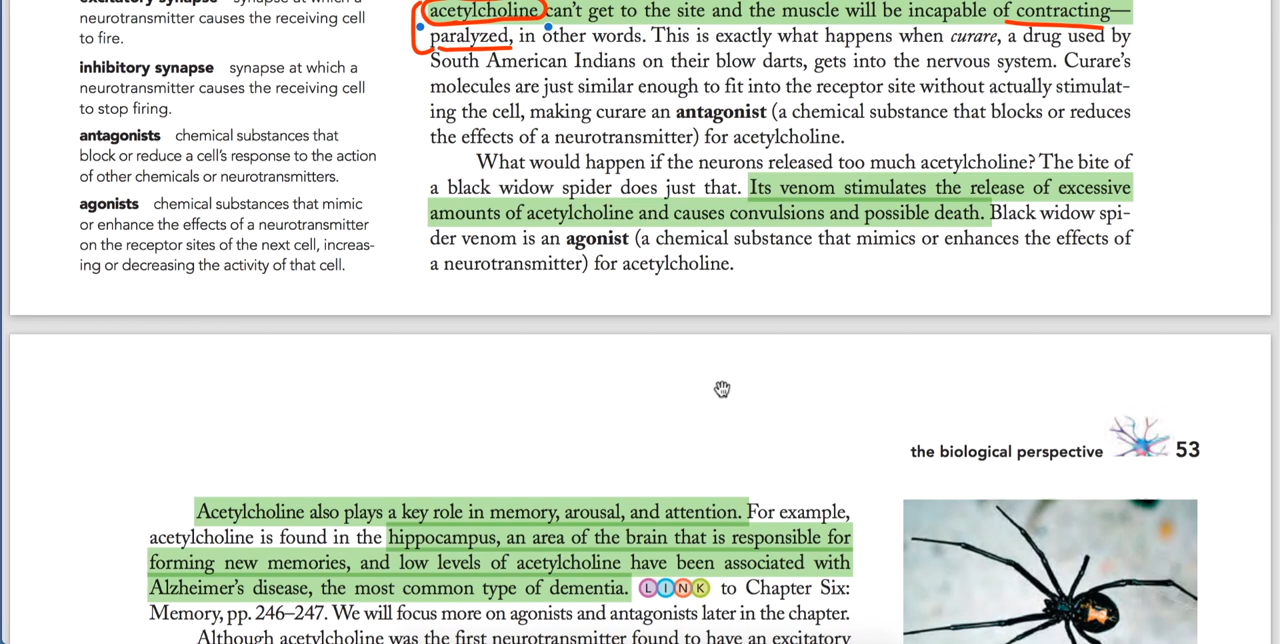 neurotransmitter causes the receiving cell
to fire.
inhibitory synapse synapse at which a
neurotransmitter causes the receiving cell
to stop firing.
antagonists chemical substances that
block or reduce a cell's response to the action
of other chemicals or neurotransmitters.
agonists chemical substances that mimic
or enhance the effects of a neurotransmitter
on the receptor sites of the next cell, increas-
ing or decreasing the activity of that cell.
acetylcholine can't get to the site and the muscle will be incapable of contracting—
paralyzed, in other words. This is exactly what happens when curare, a drug used by
South American Indians on their blow darts, gets into the nervous system. Curare's
molecules are just similar enough to fit into the receptor site without actually stimulat-
ing the cell, making curare an antagonist (a chemical substance that blocks or reduces
the effects of a neurotransmitter) for acetylcholine.
What would happen if the neurons released too much acetylcholine? The bite of
a black widow spider does just that. Its venom stimulates the release of excessive
amounts of acetylcholine and causes convulsions and possible death. Black widow spi-
der venom is an agonist (a chemical substance that mimics or enhances the effects of
a neurotransmitter) for acetylcholine.
the biological perspective 53
Acetylcholine also plays a key role in memory, arousal, and attention. For example,
acetylcholine is found in the hippocampus, an area of the brain that is responsible for
forming new memories, and low levels of acetylcholine have been associated with
Alzheimer's disease, the most common type of dementia. LINK to Chapter Six:
Memory, pp. 246–247. We will focus more on agonists and antagonists later in the chapter.
Although acetylcholine was the first neurotransmitter found to have an excitatory